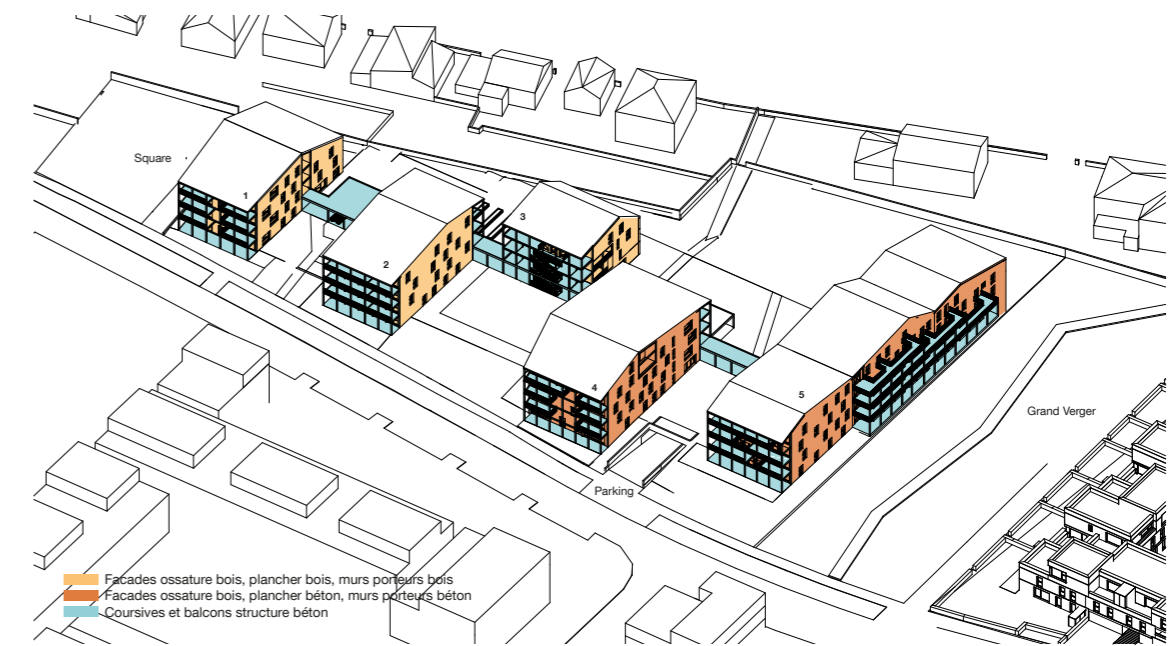 Square
1
2
3
4
5
Grand Verger
Parking
Facades ossature bois, plancher bois, murs porteurs bois
Facades ossature bois, plancher béton, murs porteurs béton
Coursives et balcons structure béton